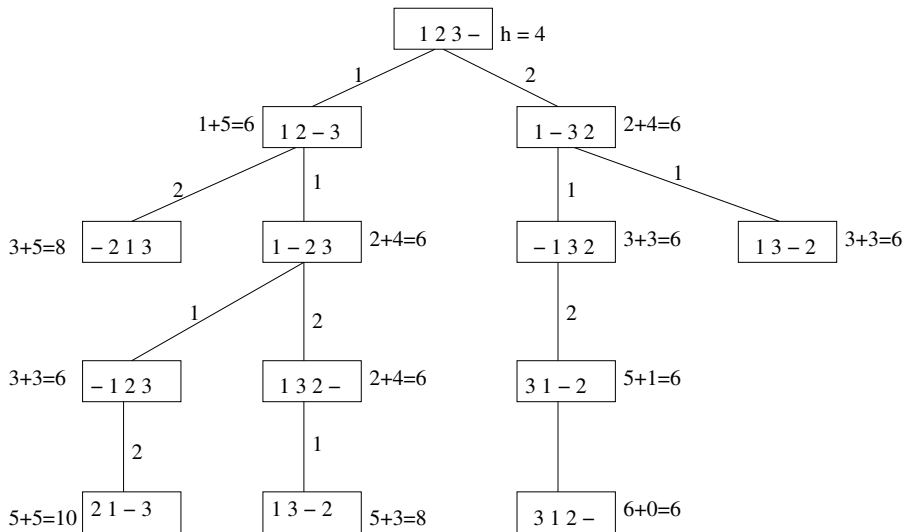 1 2 3 – h = 4
1 2
1+5=6 1 2 – 3 1 – 3 2 2+4=6
2 1 1 1
3+5=8 – 2 1 3 1 – 2 3 2+4=6 – 1 3 2 3+3=6 1 3 – 2 3+3=6
1 2 2
3+3=6 – 1 2 3 1 3 2 – 2+4=6 3 1 – 2 5+1=6
2 1
5+5=10 2 1 – 3 1 3 – 2 5+3=8 3 1 2 – 6+0=6